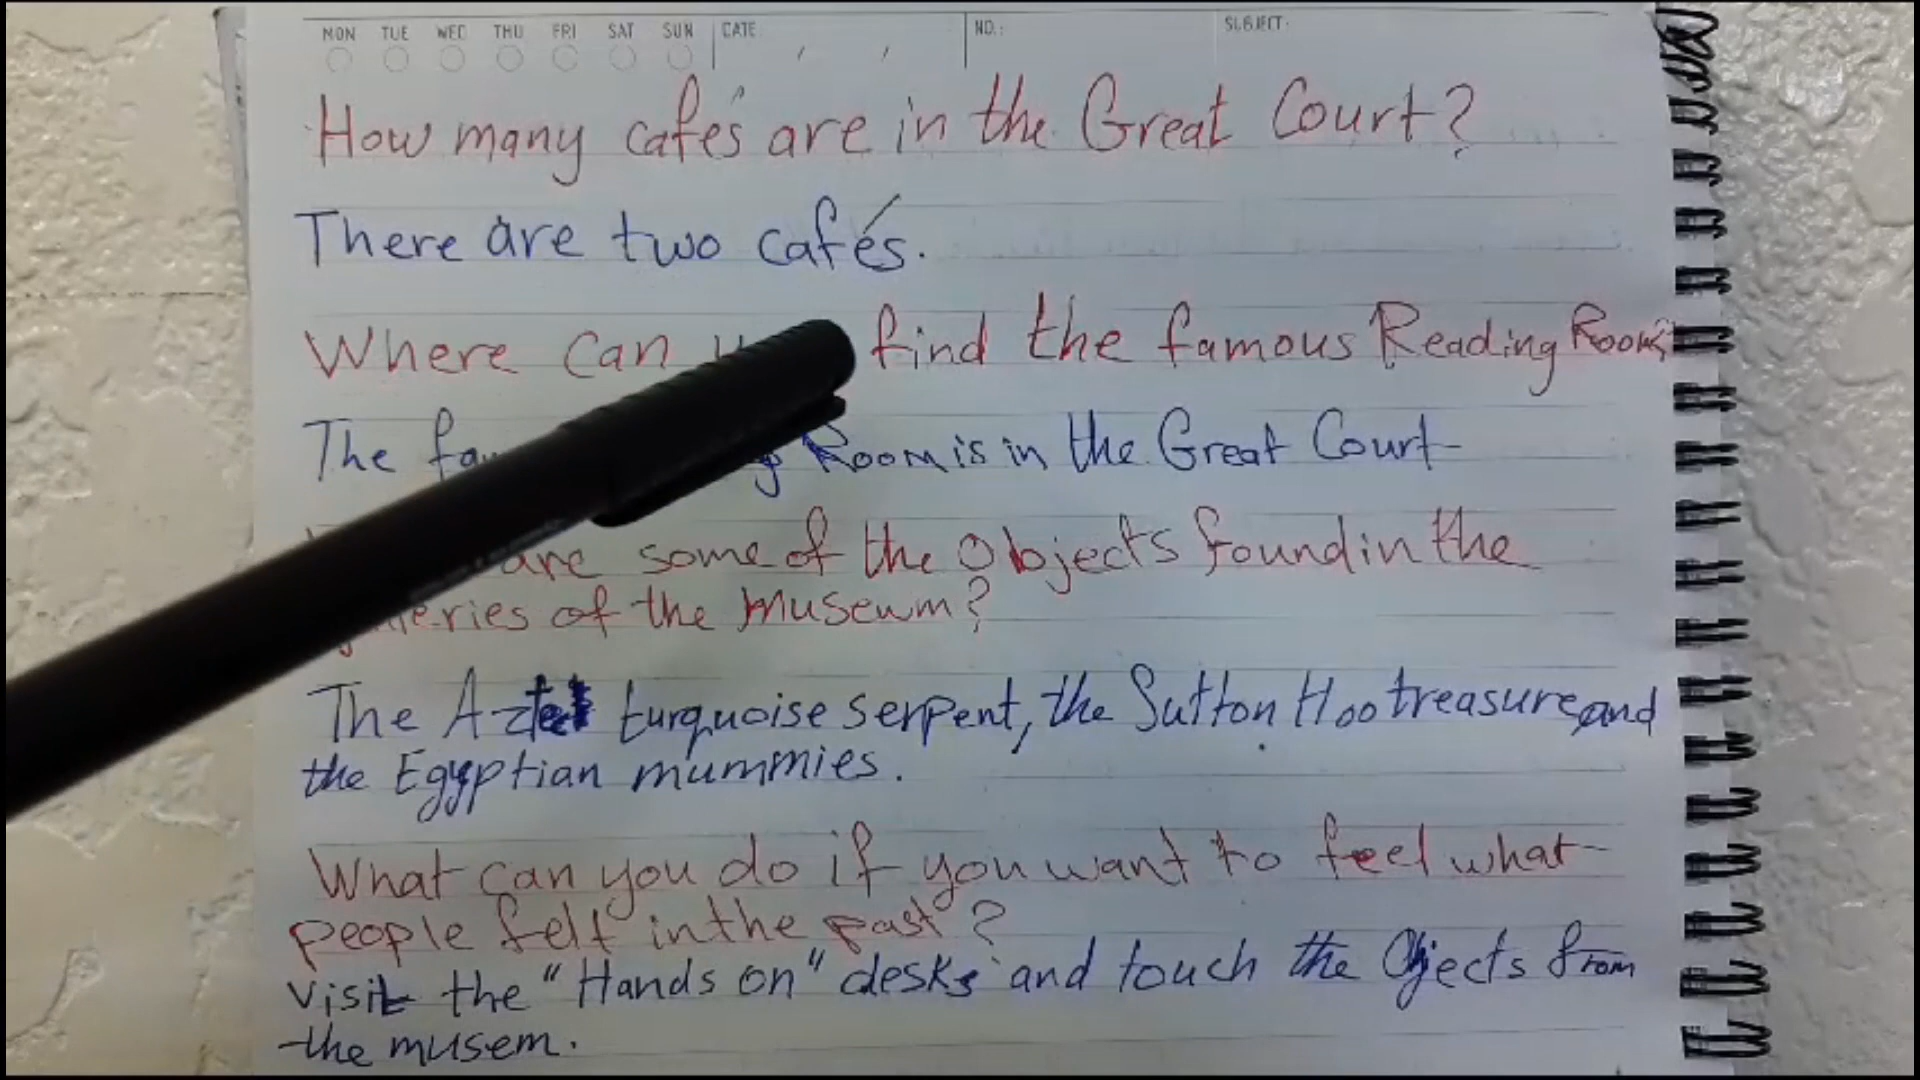 MON TUE WED THU FRI SAT SUN DATE / / NO.: SUBJECT:
How many cafés are in the Great Court?
There are two cafés.
Where can find the famous Reading Room?
The Room is in the Great Court
are some of the Objects found in the
of the museum?
The Aztec turquoise serpent, the Sutton Hoo treasure, and
the Egyptian mummies.
What can you do if you want to feel what
people felt in the past?
Visit the "Hands on" desks and touch the Ojects from
the musem.